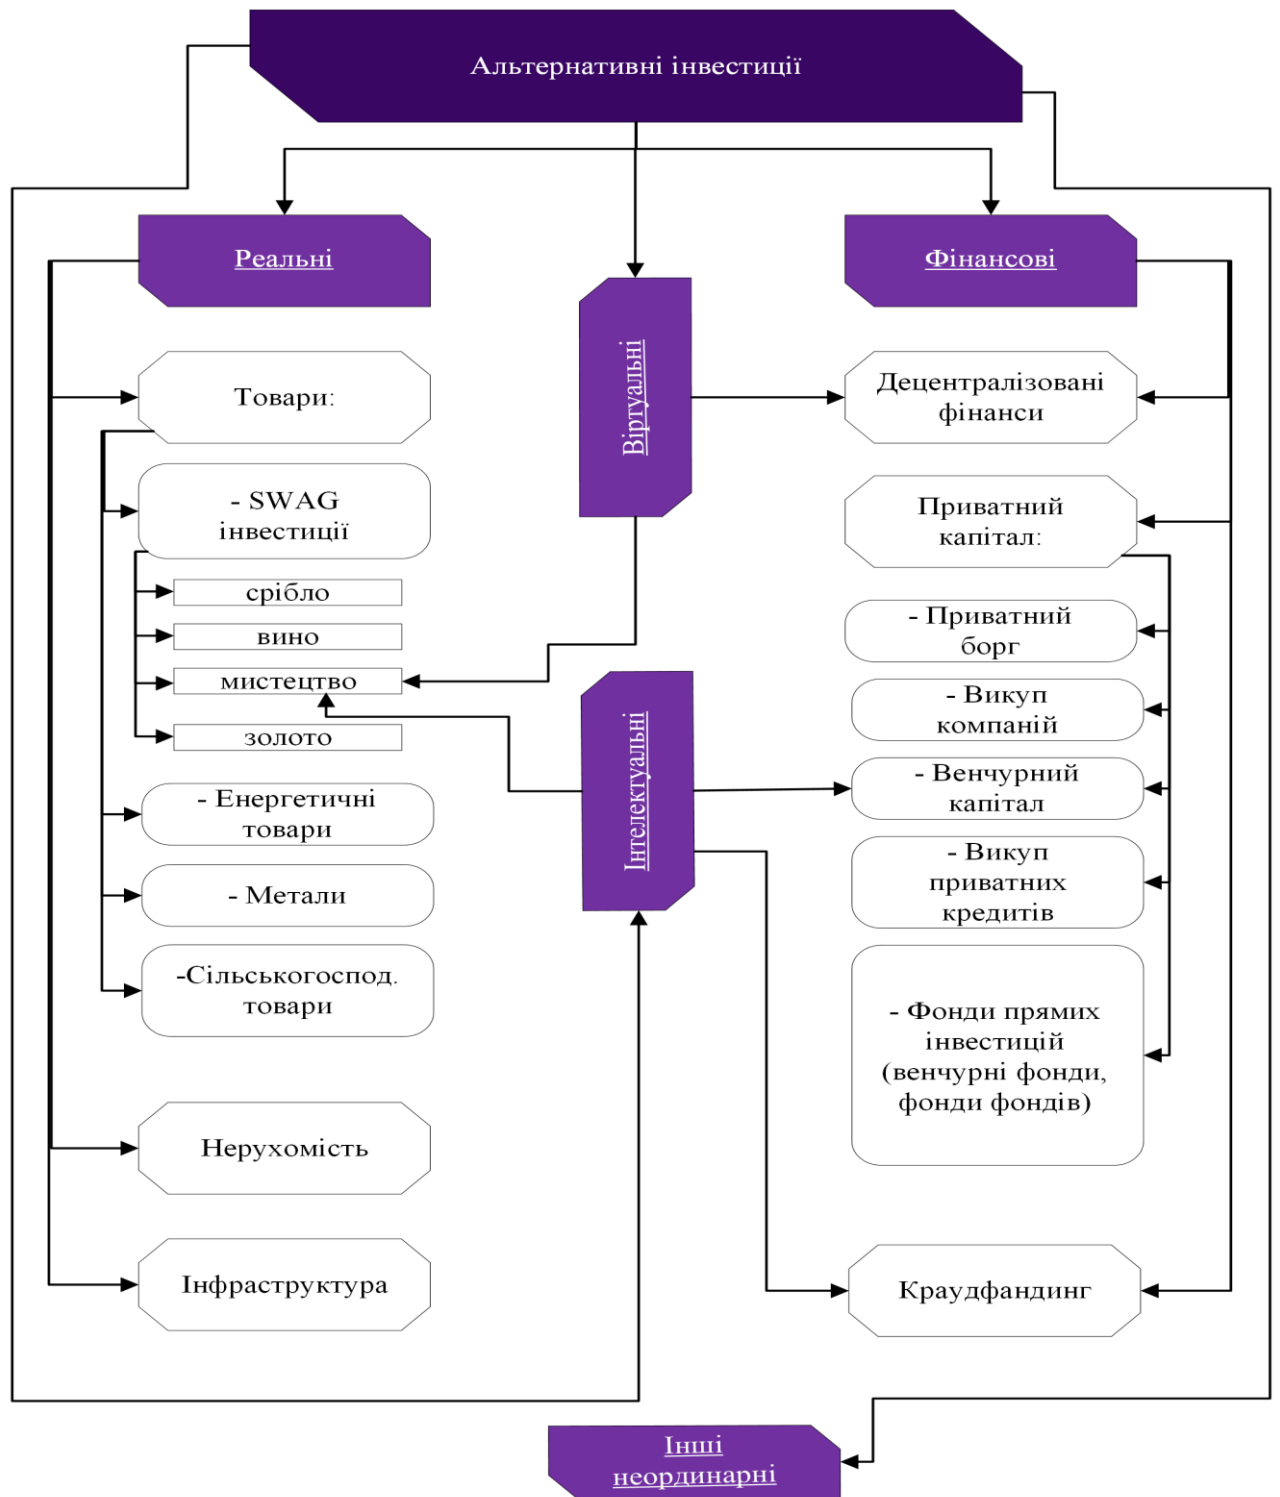 Альтернативні інвестиції
Реальні
Фінансові
Віртуальні
Товари:
Децентралізовані
фінанси
- SWAG
інвестиції
Приватний
капітал:
срібло
вино
мистецтво
золото
- Приватний
борг
- Викуп
компаній
Інтелектуальні
- Енергетичні
товари
- Венчурний
капітал
- Метали
- Викуп
приватних
кредитів
-Сільськогоспод.
товари
- Фонди прямих
інвестицій
(венчурні фонди,
фонди фондів)
Нерухомість
Інфраструктура
Краудфандинг
Інші
неординарні